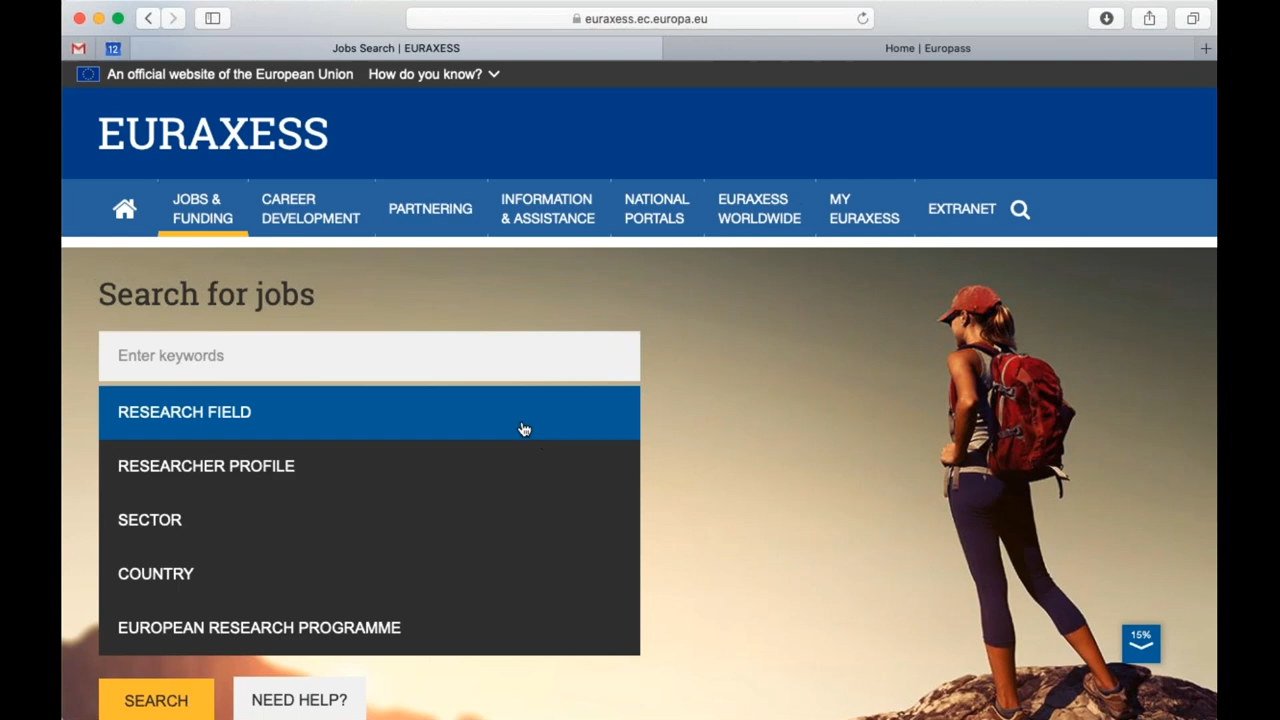 euraxess.ec.europa.eu
12
Jobs Search | EURAXESS
Home | Europass
An official website of the European Union How do you know?
EURAXESS
JOBS &
FUNDING
CAREER
DEVELOPMENT
PARTNERING
INFORMATION
& ASSISTANCE
NATIONAL
PORTALS
EURAXESS
WORLDWIDE
MY
EURAXESS
EXTRANET
Search for jobs
Enter keywords
RESEARCH FIELD
RESEARCHER PROFILE
SECTOR
COUNTRY
EUROPEAN RESEARCH PROGRAMME
15%
SEARCH
NEED HELP?